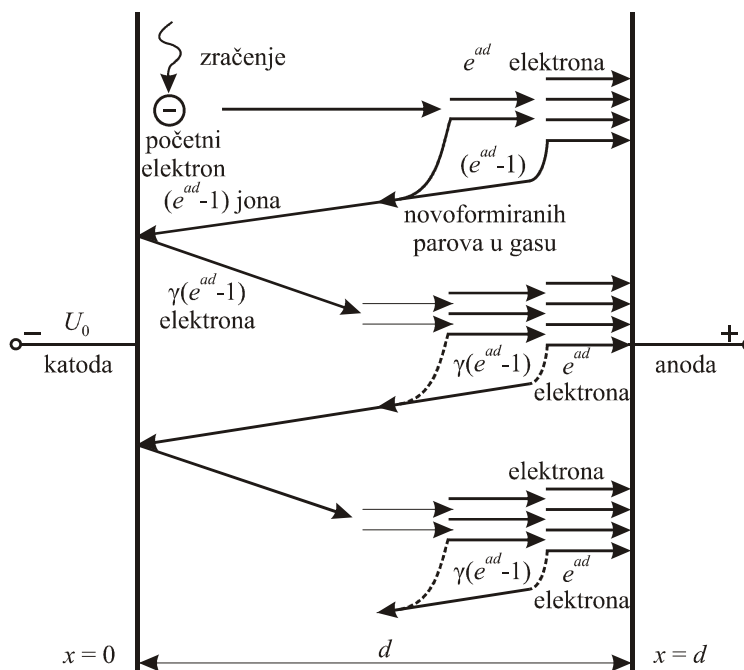 zračenje
e^{ad} elektrona
−
početni
elektron
(e^{ad}-1)
(e^{ad}-1) jona
novoformiranih
parova u gasu
γ(e^{ad}-1)
elektrona
− U₀
katoda
+
anoda
γ(e^{ad}-1) e^{ad}
elektrona
elektrona
γ(e^{ad}-1) e^{ad}
elektrona
x = 0
d
x = d